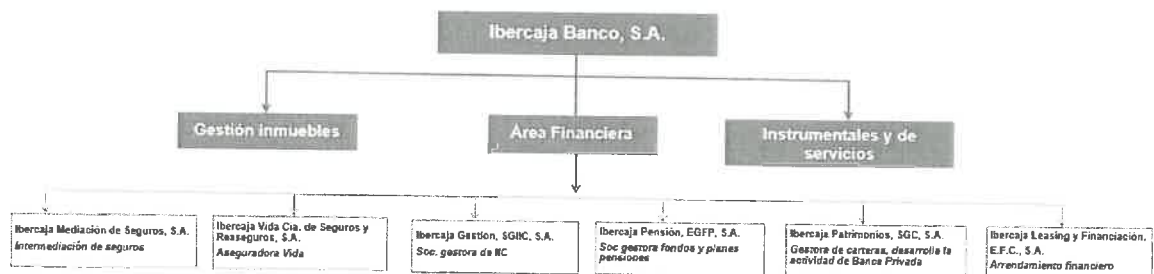 Ibercaja Banco, S.A.
Gestión inmuebles
Área Financiera
Instrumentales y de
servicios
Ibercaja Mediación de Seguros, S.A.
Intermediación de seguros
Ibercaja Vida Cia. de Seguros y
Reaseguros, S.A.
Aseguradora Vida
Ibercaja Gestion, SGIIC, S.A.
Soc. gestora de IIC
Ibercaja Pensión, EGFP, S.A.
Soc gestora fondos y planes
pensiones
Ibercaja Patrimonios, SGC, S.A.
Gestora de carteras, desarrolla la
actividad de Banca Privada
Ibercaja Leasing y Financiación,
E.F.C., S.A.
Arrendamiento financiero